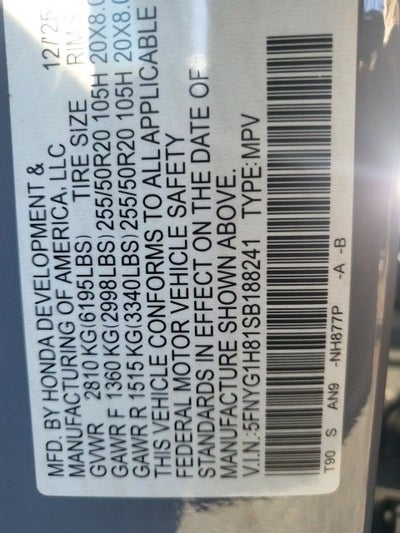 MFD. BY HONDA DEVELOPMENT & 12/25
MANUFACTURING OF AMERICA, LLC
GVWR 2810 KG(6195LBS) TIRE SIZE RIM S
GAWR F 1360 KG(2998LBS) 255/50R20 105H 20X8.0
GAWR R 1515 KG(3340LBS) 255/50R20 105H 20X8.0
THIS VEHICLE CONFORMS TO ALL APPLICABLE
FEDERAL MOTOR VEHICLE SAFETY
STANDARDS IN EFFECT ON THE DATE OF
MANUFACTURE SHOWN ABOVE.
V.I.N.:5FNYG1H81SB188241 TYPE:MPV
T90 S AN9 -NH877P -A -B